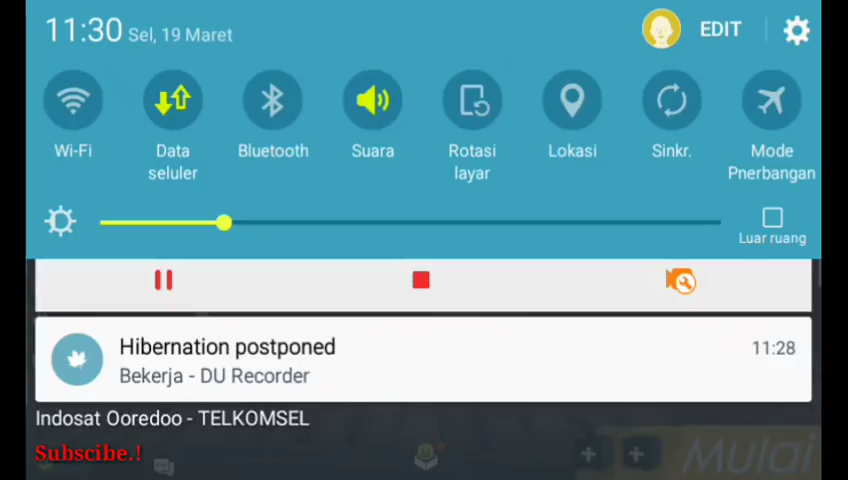 11:30 Sel, 19 Maret EDIT
Wi-Fi Data seluler Bluetooth Suara Rotasi layar Lokasi Sinkr. Mode Pnerbangan
Luar ruang
Hibernation postponed 11:28
Bekerja - DU Recorder
Indosat Ooredoo - TELKOMSEL
Subscibe.!
Mulai